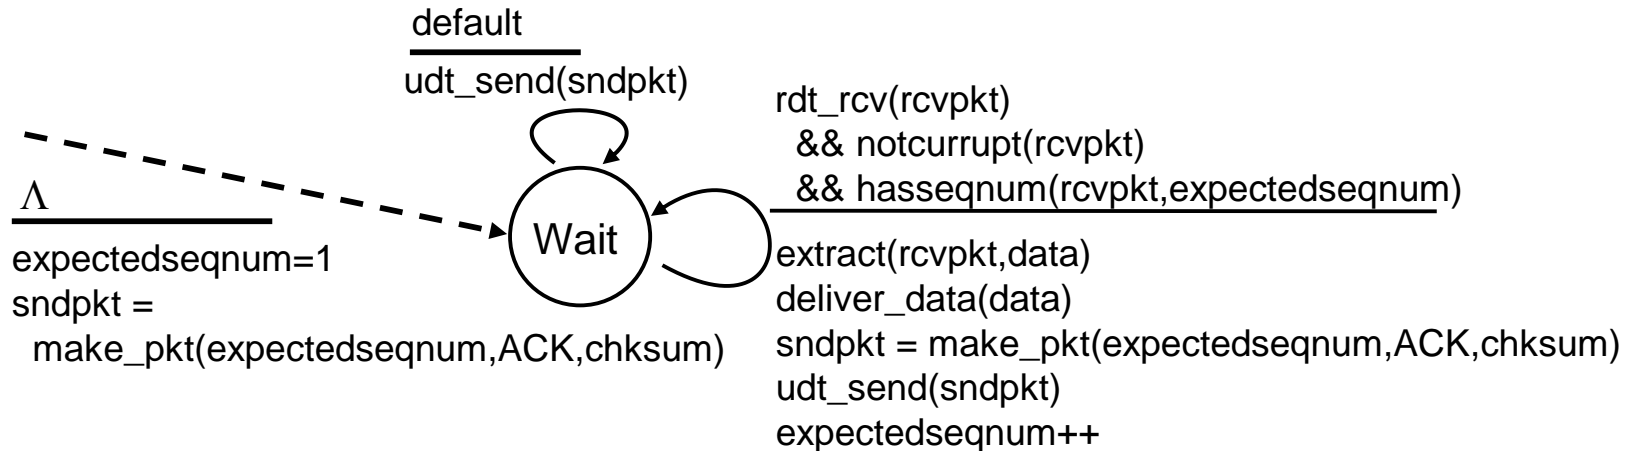 default
udt_send(sndpkt)
rdt_rcv(rcvpkt)
&& notcurrupt(rcvpkt)
&& hasseqnum(rcvpkt,expectedseqnum)
Λ
expectedseqnum=1
sndpkt =
make_pkt(expectedseqnum,ACK,chksum)
Wait
extract(rcvpkt,data)
deliver_data(data)
sndpkt = make_pkt(expectedseqnum,ACK,chksum)
udt_send(sndpkt)
expectedseqnum++